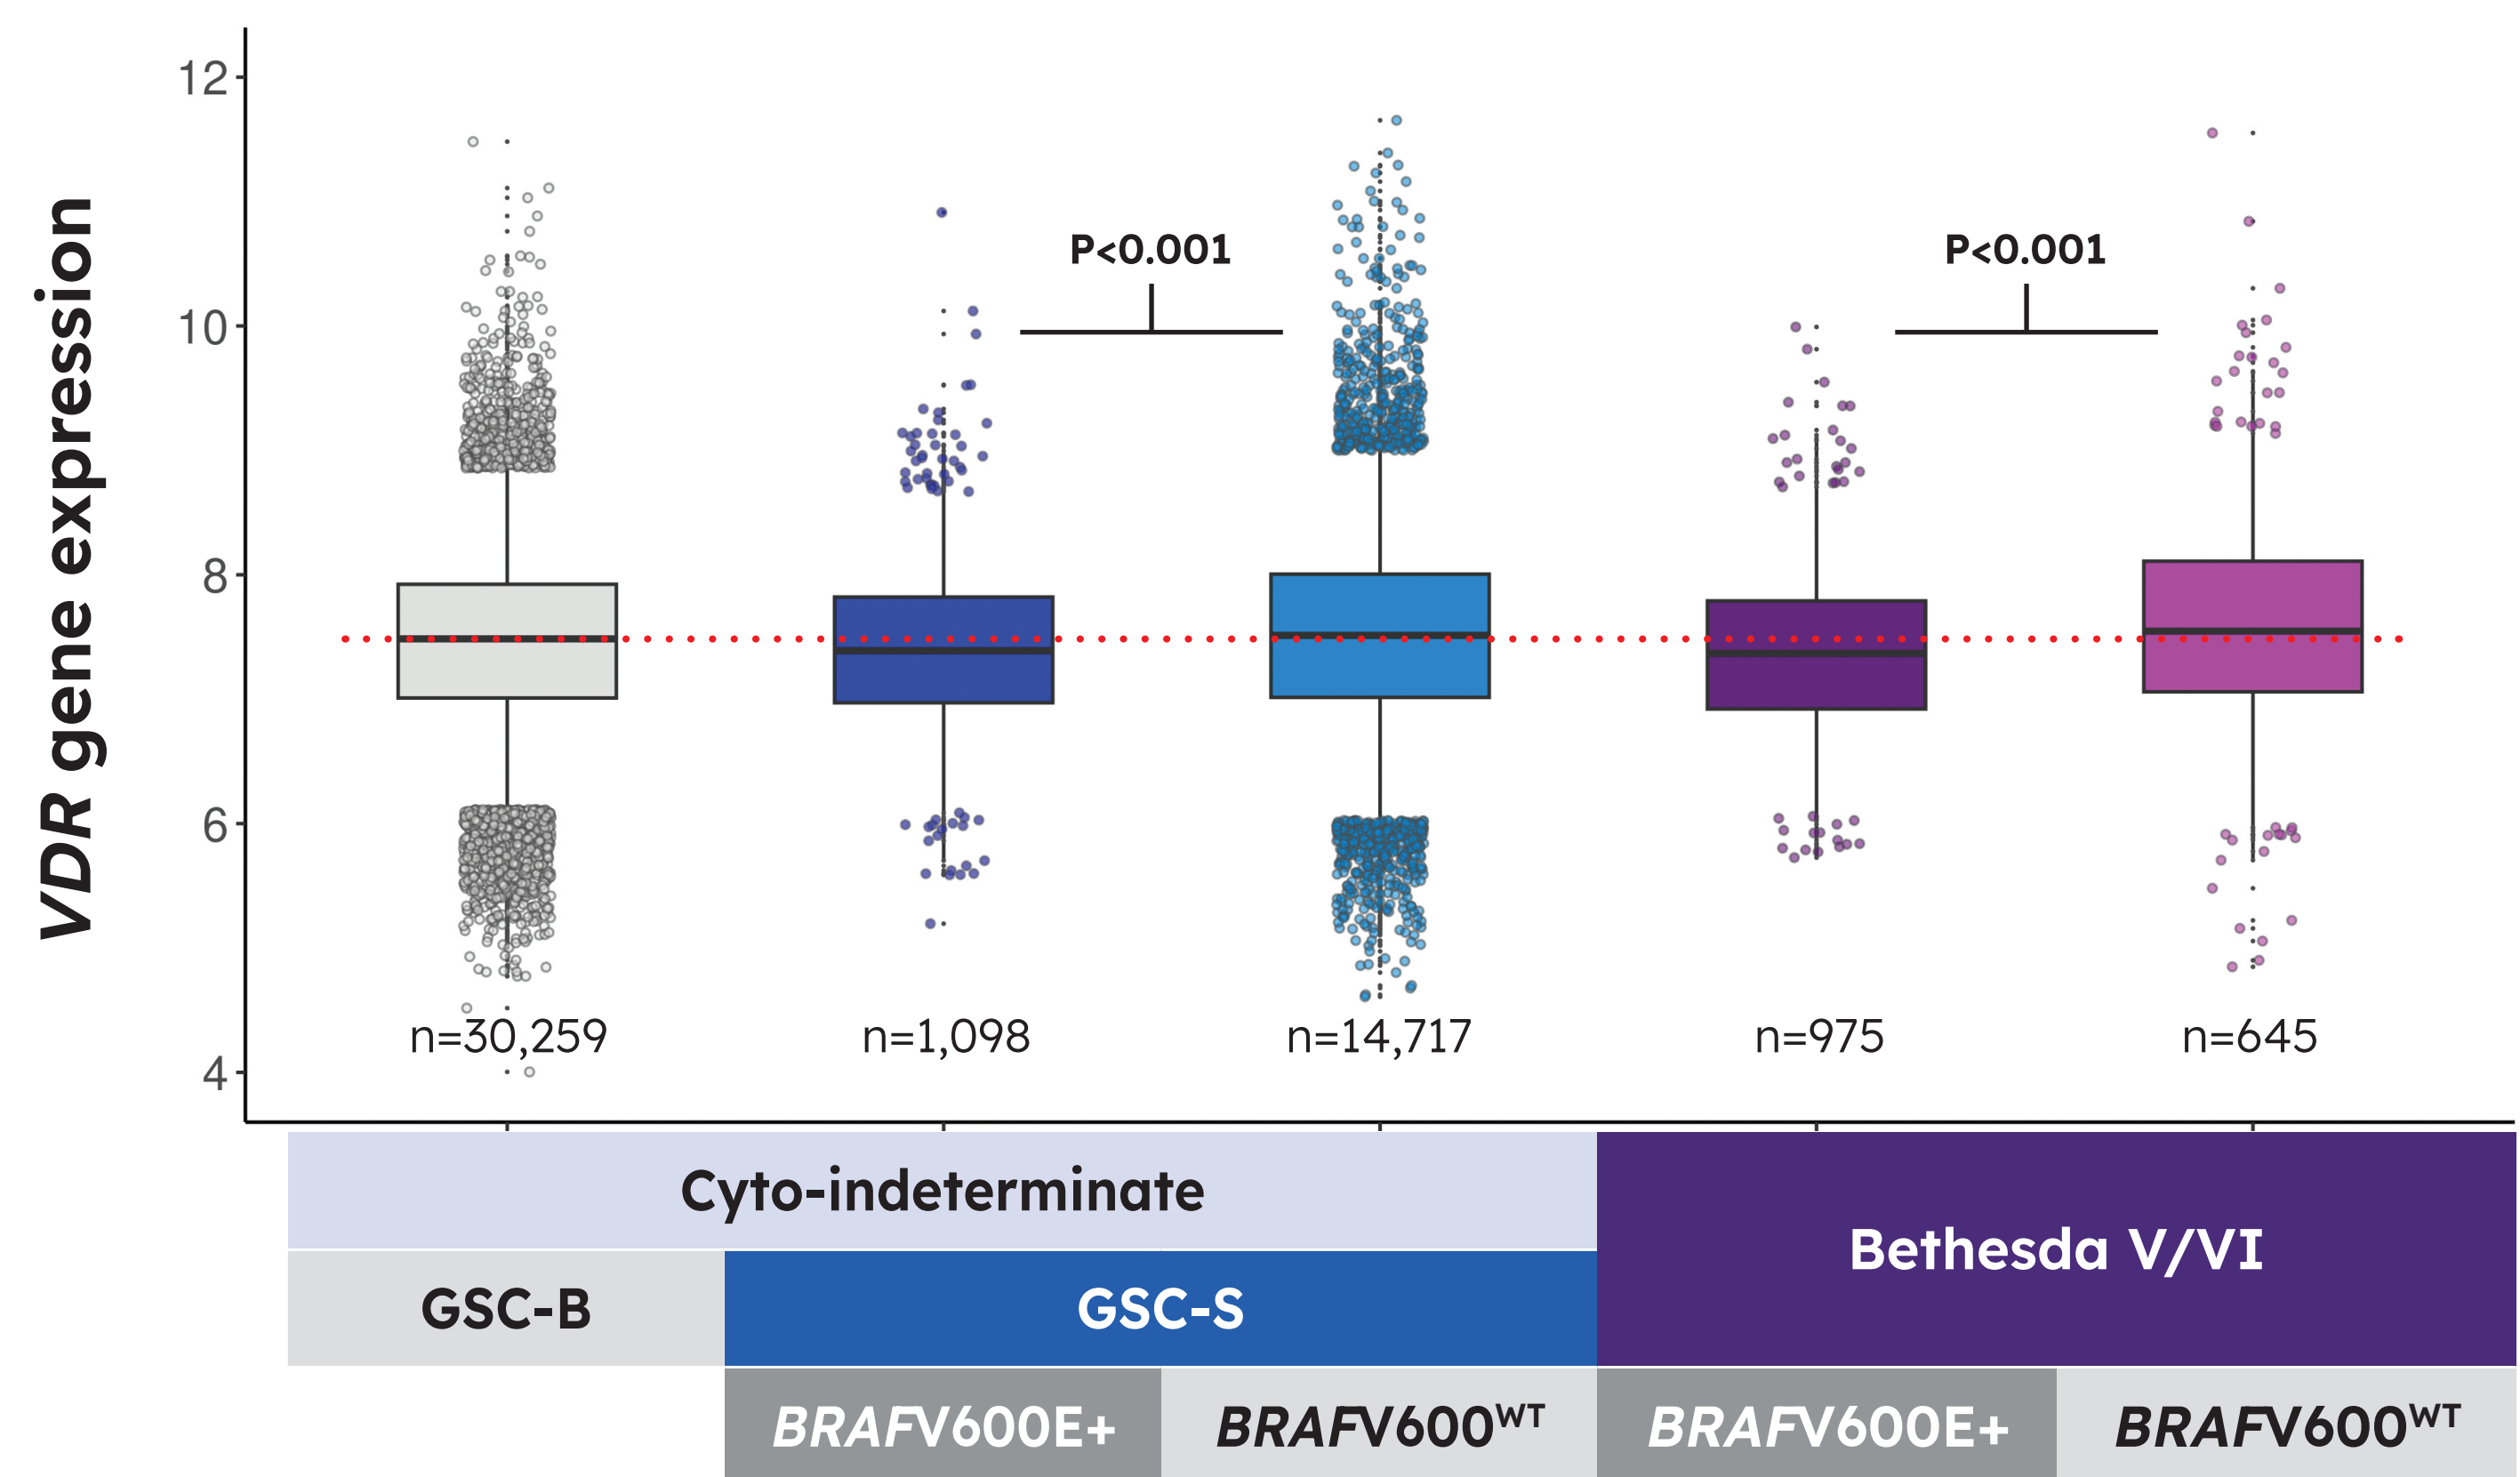 VDR gene expression
12
10
8
6
4
P<0.001
P<0.001
n=30,259
n=1,098
n=14,717
n=975
n=645
Cyto-indeterminate
Bethesda V/VI
GSC-B
GSC-S
BRAFV600E+
BRAFV600WT
BRAFV600E+
BRAFV600WT